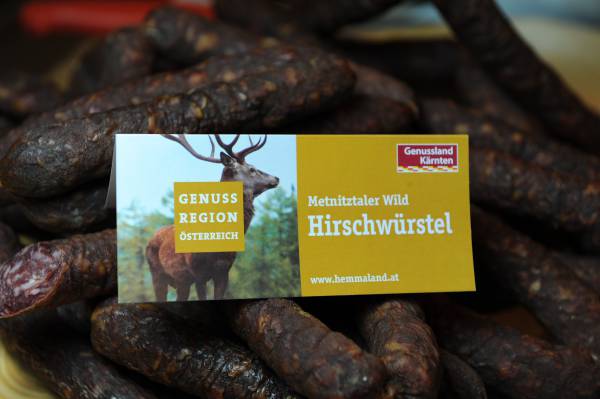 GENUSS
REGION
ÖSTERREICH
Genussland
Kärnten
Metnitztaler Wild
Hirschwürstel
www.hemmaland.at